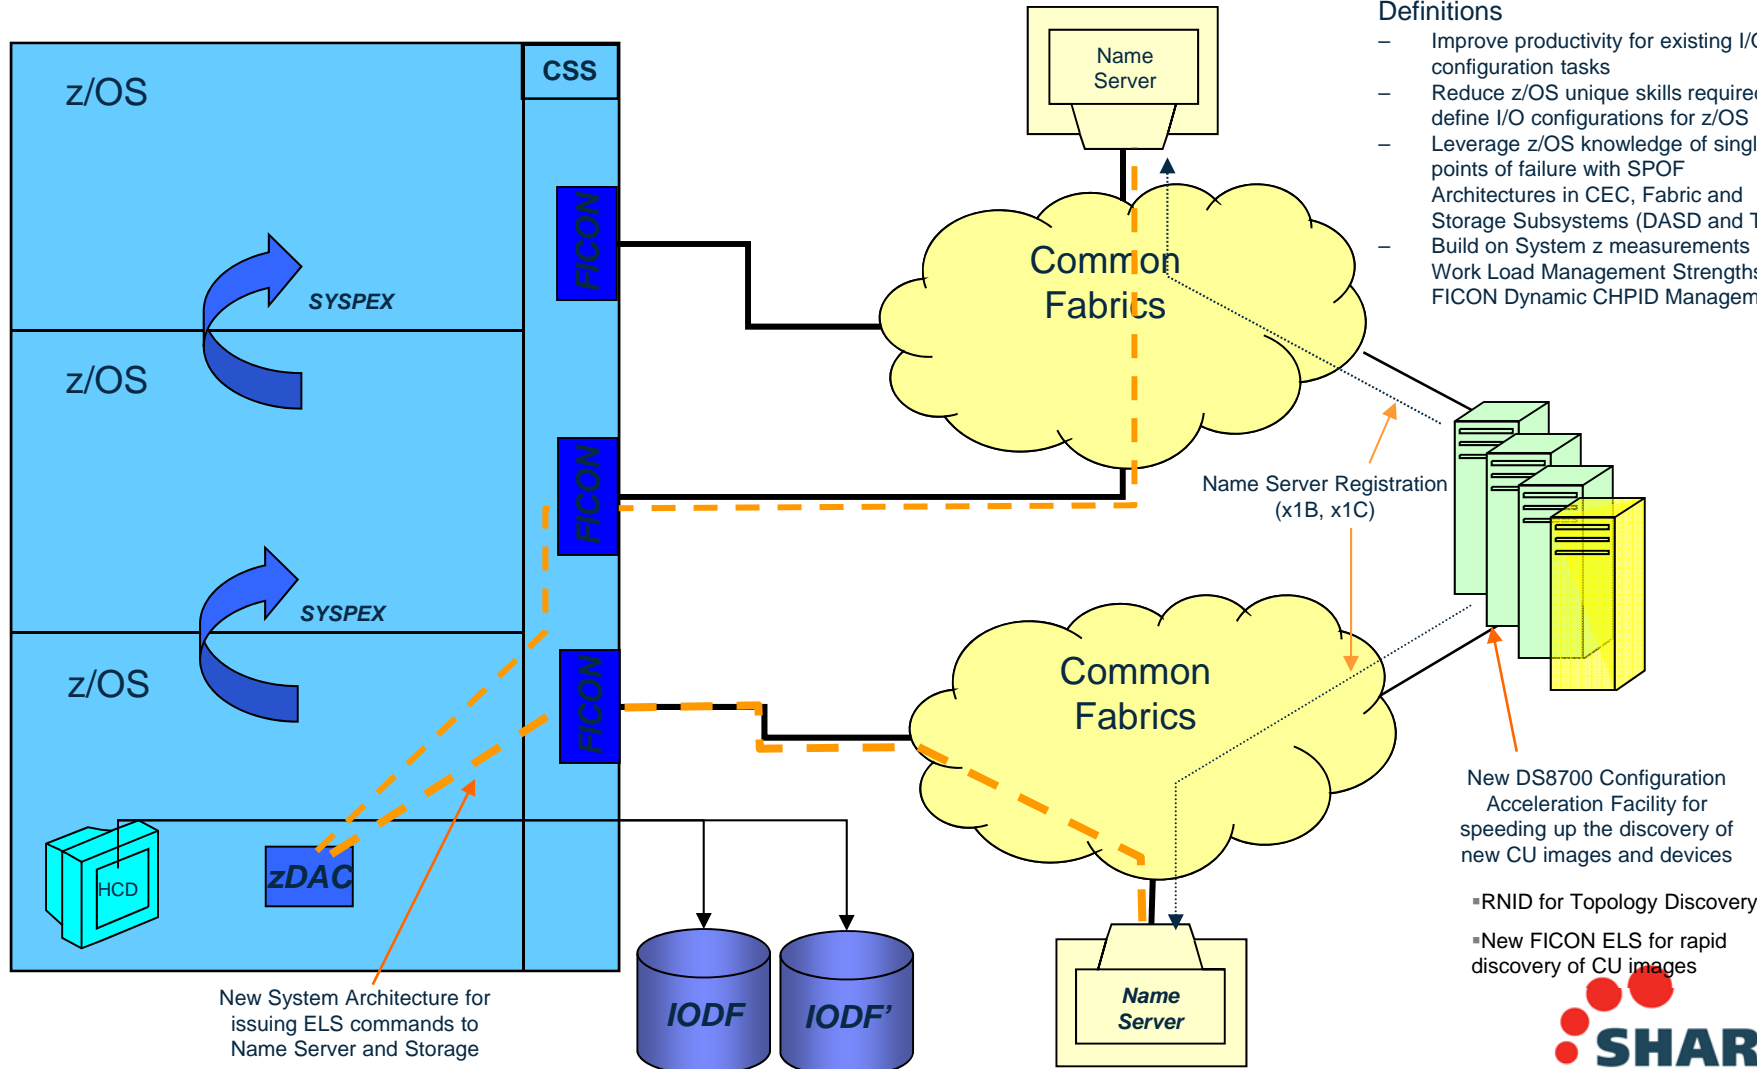 Definitions
– Improve productivity for existing I/O
configuration tasks
– Reduce z/OS unique skills required
define I/O configurations for z/OS
– Leverage z/OS knowledge of singl
points of failure with SPOF
Architectures in CEC, Fabric and
Storage Subsystems (DASD and T
– Build on System z measurements
Work Load Management Strengths
FICON Dynamic CHPID Managem
z/OS
CSS
Name
Server
FICON
SYSPEX
Common
Fabrics
z/OS
FICON
Name Server Registration
(x1B, x1C)
SYSPEX
z/OS
FICON
Common
Fabrics
New DS8700 Configuration
Acceleration Facility for
speeding up the discovery of
new CU images and devices
▪RNID for Topology Discovery
▪New FICON ELS for rapid
discovery of CU images
HCD
zDAC
New System Architecture for
issuing ELS commands to
Name Server and Storage
IODF
IODF’
Name
Server
SHAR